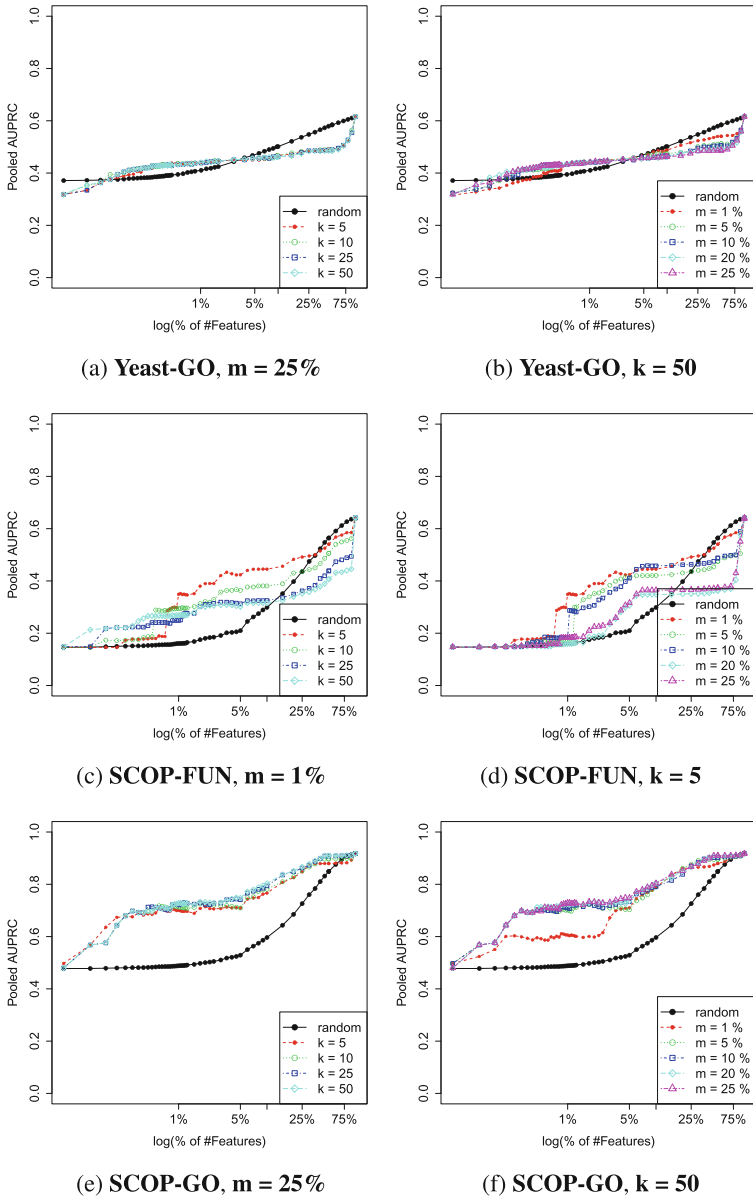 1.0
0.8
0.6
0.4
0.2
0.0
Pooled AUPRC
random
k = 5
k = 10
k = 25
k = 50
1% 5% 25% 75%
log(% of #Features)
(a) Yeast-GO, m = 25%
1.0
0.8
0.6
0.4
0.2
0.0
Pooled AUPRC
random
m = 1 %
m = 5 %
m = 10 %
m = 20 %
m = 25 %
1% 5% 25% 75%
log(% of #Features)
(b) Yeast-GO, k = 50
1.0
0.8
0.6
0.4
0.2
0.0
Pooled AUPRC
random
k = 5
k = 10
k = 25
k = 50
1% 5% 25% 75%
log(% of #Features)
(c) SCOP-FUN, m = 1%
1.0
0.8
0.6
0.4
0.2
0.0
Pooled AUPRC
random
m = 1 %
m = 5 %
m = 10 %
m = 20 %
m = 25 %
1% 5% 25% 75%
log(% of #Features)
(d) SCOP-FUN, k = 5
1.0
0.8
0.6
0.4
0.2
0.0
Pooled AUPRC
random
k = 5
k = 10
k = 25
k = 50
1% 5% 25% 75%
log(% of #Features)
(e) SCOP-GO, m = 25%
1.0
0.8
0.6
0.4
0.2
0.0
Pooled AUPRC
random
m = 1 %
m = 5 %
m = 10 %
m = 20 %
m = 25 %
1% 5% 25% 75%
log(% of #Features)
(f) SCOP-GO, k = 50